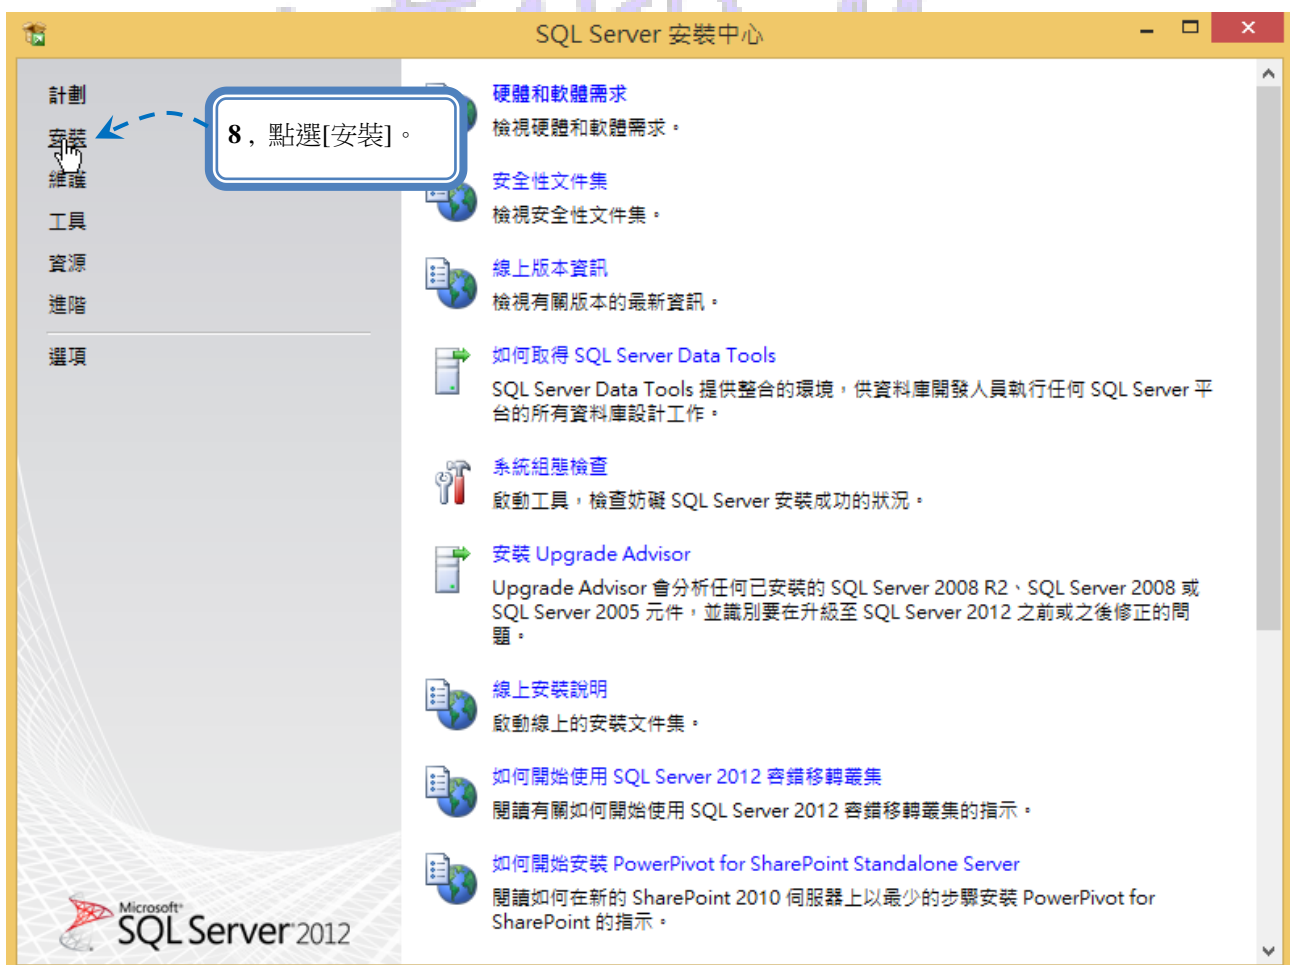 SQL Server 安裝中心
計劃
安裝
維護
工具
資源
進階
選項
8 , 點選[安裝]。
硬體和軟體需求
檢視硬體和軟體需求。
安全性文件集
檢視安全性文件集。
線上版本資訊
檢視有關版本的最新資訊。
如何取得 SQL Server Data Tools
SQL Server Data Tools 提供整合的環境，供資料庫開發人員執行任何 SQL Server 平
台的所有資料庫設計工作。
系統組態檢查
啟動工具，檢查妨礙 SQL Server 安裝成功的狀況。
安裝 Upgrade Advisor
Upgrade Advisor 會分析任何已安裝的 SQL Server 2008 R2、SQL Server 2008 或
SQL Server 2005 元件，並識別要在升級至 SQL Server 2012 之前或之後修正的問
題。
線上安裝說明
啟動線上的安裝文件集。
如何開始使用 SQL Server 2012 容錯移轉叢集
閱讀有關如何開始使用 SQL Server 2012 容錯移轉叢集的指示。
如何開始安裝 PowerPivot for SharePoint Standalone Server
閱讀如何在新的 SharePoint 2010 伺服器上以最少的步驟安裝 PowerPivot for
SharePoint 的指示。
Microsoft
SQL Server 2012